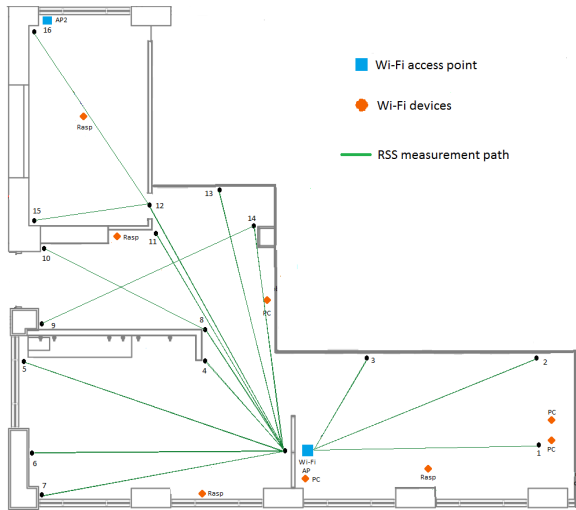 AP2
16
Wi-Fi access point
Wi-Fi devices
Rasp
RSS measurement path
13
12
15
14
11
Rasp
10
PC
9
8
3
2
5
4
PC
PC
1
6
Wi-Fi
AP
Rasp
PC
7
Rasp